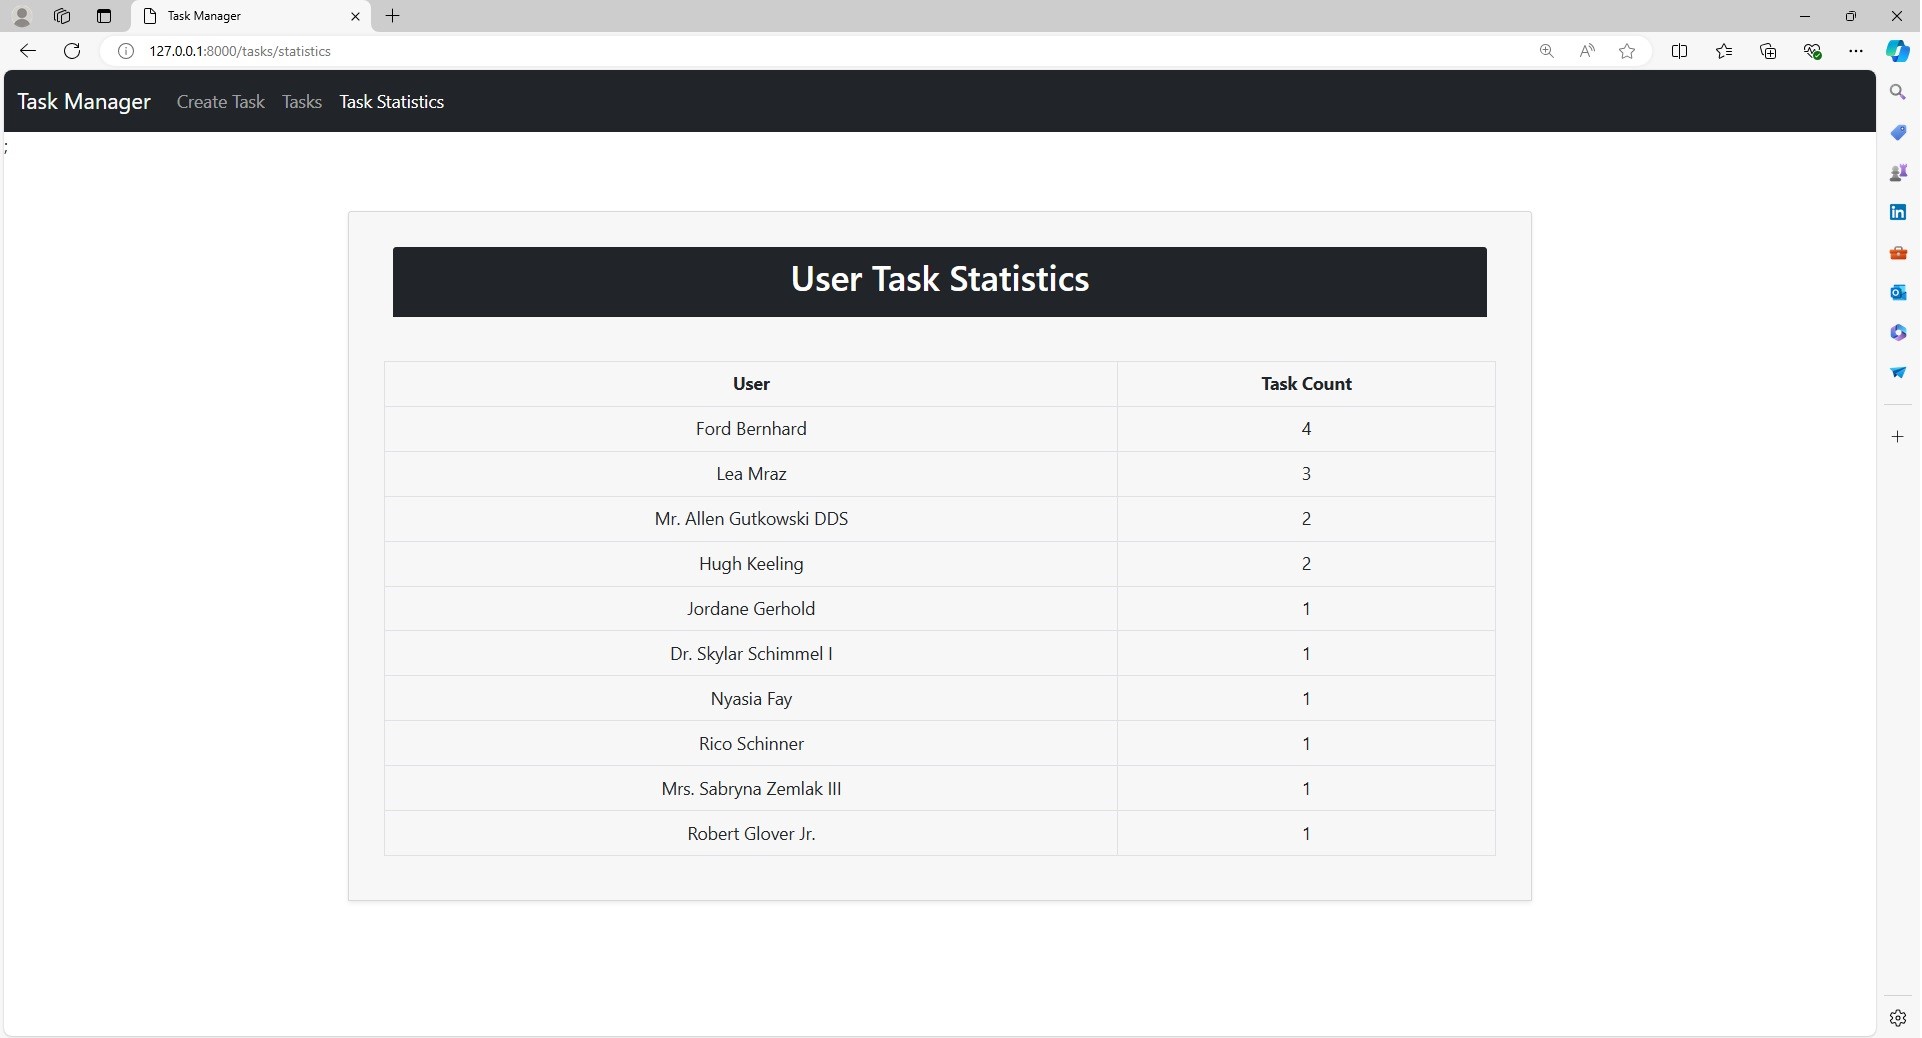 Task Manager
127.0.0.1:8000/tasks/statistics
Task Manager Create Task Tasks Task Statistics
;
User Task Statistics
User Task Count
Ford Bernhard 4
Lea Mraz 3
Mr. Allen Gutkowski DDS 2
Hugh Keeling 2
Jordane Gerhold 1
Dr. Skylar Schimmel I 1
Nyasia Fay 1
Rico Schinner 1
Mrs. Sabryna Zemlak III 1
Robert Glover Jr. 1